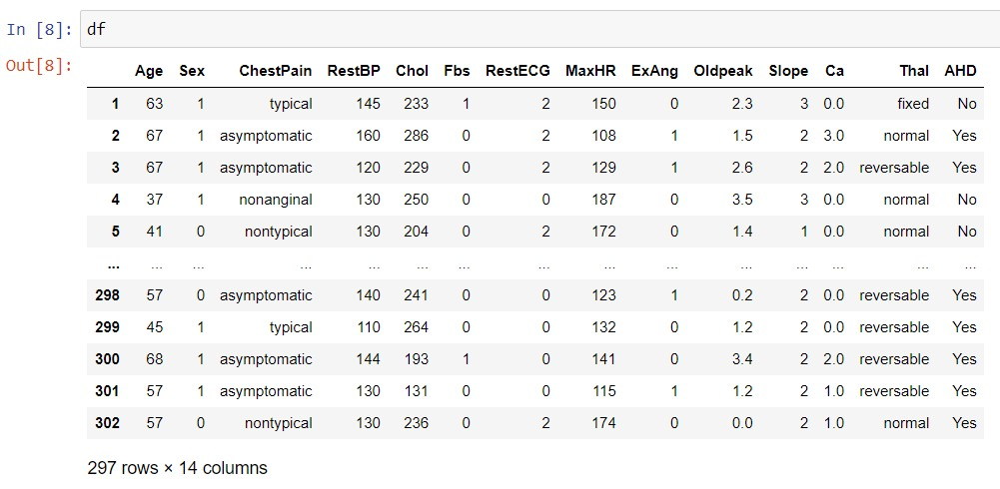 In [8]: df
Out[8]:
Age Sex ChestPain RestBP Chol Fbs RestECG MaxHR ExAng Oldpeak Slope Ca Thal AHD
1 63 1 typical 145 233 1 2 150 0 2.3 3 0.0 fixed No
2 67 1 asymptomatic 160 286 0 2 108 1 1.5 2 3.0 normal Yes
3 67 1 asymptomatic 120 229 0 2 129 1 2.6 2 2.0 reversable Yes
4 37 1 nonanginal 130 250 0 0 187 0 3.5 3 0.0 normal No
5 41 0 nontypical 130 204 0 2 172 0 1.4 1 0.0 normal No
... ... ... ... ... ... ... ... ... ... ... ... ... ... ...
298 57 0 asymptomatic 140 241 0 0 123 1 0.2 2 0.0 reversable Yes
299 45 1 typical 110 264 0 0 132 0 1.2 2 0.0 reversable Yes
300 68 1 asymptomatic 144 193 1 0 141 0 3.4 2 2.0 reversable Yes
301 57 1 asymptomatic 130 131 0 0 115 1 1.2 2 1.0 reversable Yes
302 57 0 nontypical 130 236 0 2 174 0 0.0 2 1.0 normal Yes
297 rows × 14 columns